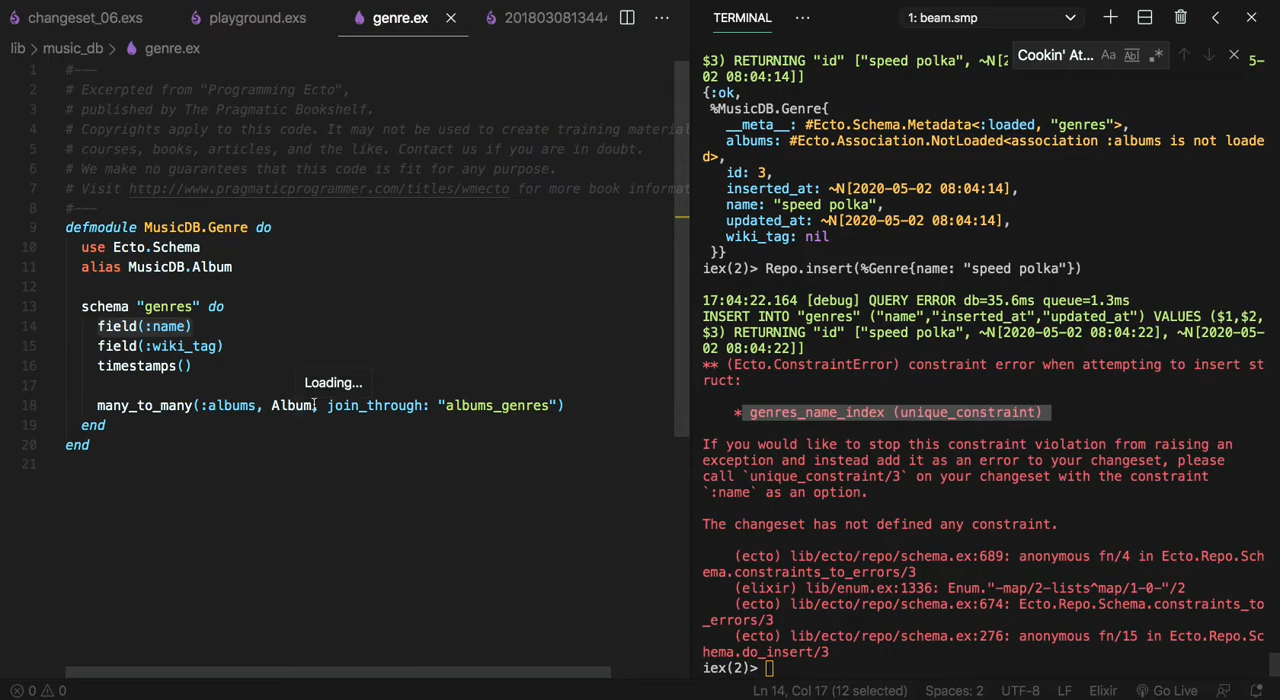 changeset_06.exs
playground.exs
genre.ex
20180308134444
TERMINAL
1: beam.smp
lib > music_db > genre.ex
Cookin' At...
Aa
Abl
1 #---
2 # Excerpted from "Programming Ecto",
3 # published by The Pragmatic Bookshelf.
4 # Copyrights apply to this code. It may not be used to create training material
5 # courses, books, articles, and the like. Contact us if you are in doubt.
6 # We make no guarantees that this code is fit for any purpose.
7 # Visit http://www.pragmaticprogrammer.com/titles/wmecto for more book informat
8 #---
9 defmodule MusicDB.Genre do
10 use Ecto.Schema
11 alias MusicDB.Album
12
13 schema "genres" do
14 field(:name)
15 field(:wiki_tag)
16 timestamps()
17
Loading...
18 many_to_many(:albums, Album, join_through: "albums_genres")
19 end
20 end
21
$3) RETURNING "id" ["speed polka", ~N[2 5-
02 08:04:14]]
{:ok,
%MusicDB.Genre{
__meta__: #Ecto.Schema.Metadata<:loaded, "genres">,
albums: #Ecto.Association.NotLoaded<association :albums is not loade
d>,
id: 3,
inserted_at: ~N[2020-05-02 08:04:14],
name: "speed polka",
updated_at: ~N[2020-05-02 08:04:14],
wiki_tag: nil
}}
iex(2)> Repo.insert(%Genre{name: "speed polka"})
17:04:22.164 [debug] QUERY ERROR db=35.6ms queue=1.3ms
INSERT INTO "genres" ("name","inserted_at","updated_at") VALUES ($1,$2,
$3) RETURNING "id" ["speed polka", ~N[2020-05-02 08:04:22], ~N[2020-05-
02 08:04:22]]
** (Ecto.ConstraintError) constraint error when attempting to insert st
ruct:
* genres_name_index (unique_constraint)
If you would like to stop this constraint violation from raising an
exception and instead add it as an error to your changeset, please
call `unique_constraint/3` on your changeset with the constraint
`:name` as an option.
The changeset has not defined any constraint.
(ecto) lib/ecto/repo/schema.ex:689: anonymous fn/4 in Ecto.Repo.Sch
ema.constraints_to_errors/3
(elixir) lib/enum.ex:1336: Enum."-map/2-lists^map/1-0-"/2
(ecto) lib/ecto/repo/schema.ex:674: Ecto.Repo.Schema.constraints_to
_errors/3
(ecto) lib/ecto/repo/schema.ex:276: anonymous fn/15 in Ecto.Repo.Sc
hema.do_insert/3
iex(2)>
0 0
Ln 14, Col 17 (12 selected)
Spaces: 2
UTF-8
LF
Elixir
Go Live